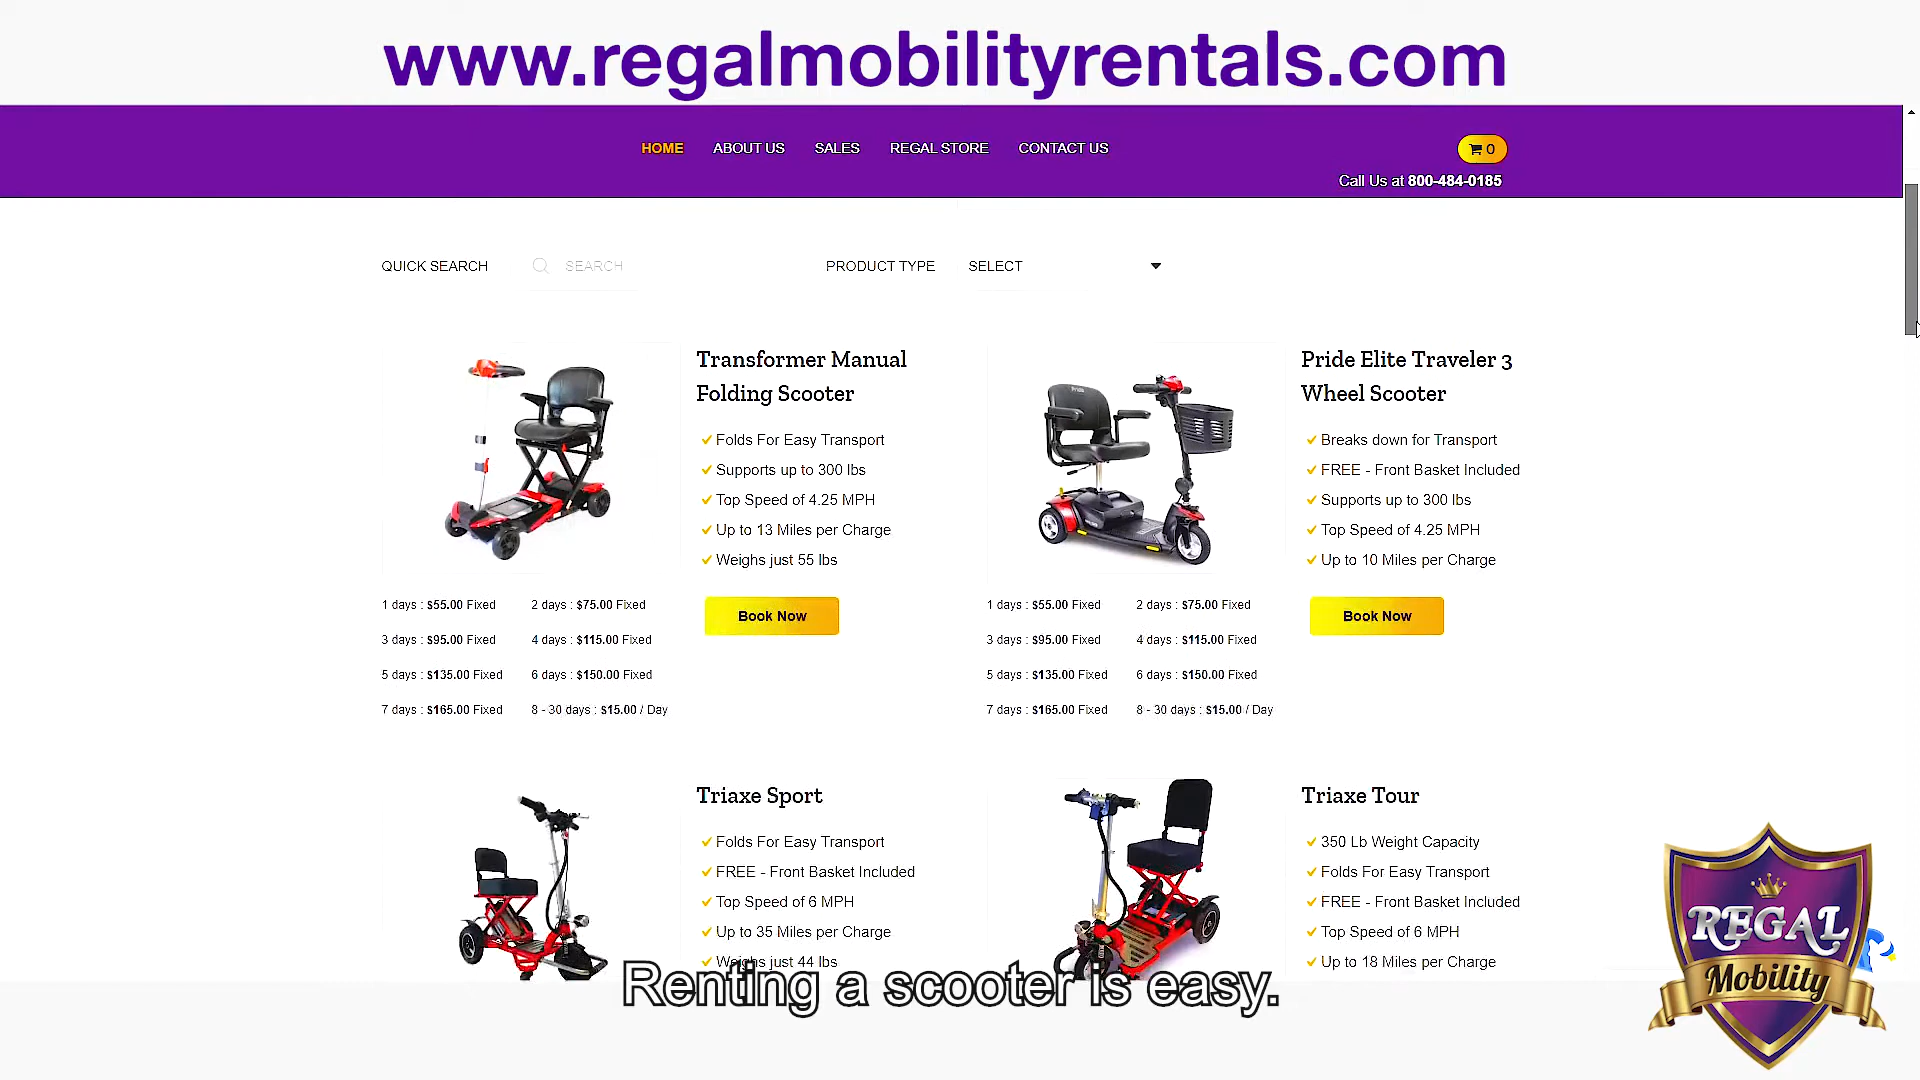 www.regalmobilityrentals.com
HOME ABOUT US SALES REGAL STORE CONTACT US
0
Call Us at 800-484-0185
QUICK SEARCH SEARCH PRODUCT TYPE SELECT
Transformer Manual
Folding Scooter
Folds For Easy Transport
Supports up to 300 lbs
Top Speed of 4.25 MPH
Up to 13 Miles per Charge
Weighs just 55 lbs
1 days : $55.00 Fixed 2 days : $75.00 Fixed
3 days : $95.00 Fixed 4 days : $115.00 Fixed
5 days : $135.00 Fixed 6 days : $150.00 Fixed
7 days : $165.00 Fixed 8 - 30 days : $15.00 / Day
Book Now
Pride Elite Traveler 3
Wheel Scooter
Breaks down for Transport
FREE - Front Basket Included
Supports up to 300 lbs
Top Speed of 4.25 MPH
Up to 10 Miles per Charge
1 days : $55.00 Fixed 2 days : $75.00 Fixed
3 days : $95.00 Fixed 4 days : $115.00 Fixed
5 days : $135.00 Fixed 6 days : $150.00 Fixed
7 days : $165.00 Fixed 8 - 30 days : $15.00 / Day
Book Now
Triaxe Sport
Folds For Easy Transport
FREE - Front Basket Included
Top Speed of 6 MPH
Up to 35 Miles per Charge
Weighs just 44 lbs
Triaxe Tour
350 Lb Weight Capacity
Folds For Easy Transport
FREE - Front Basket Included
Top Speed of 6 MPH
Up to 18 Miles per Charge
Renting a scooter is easy.
REGAL
Mobility